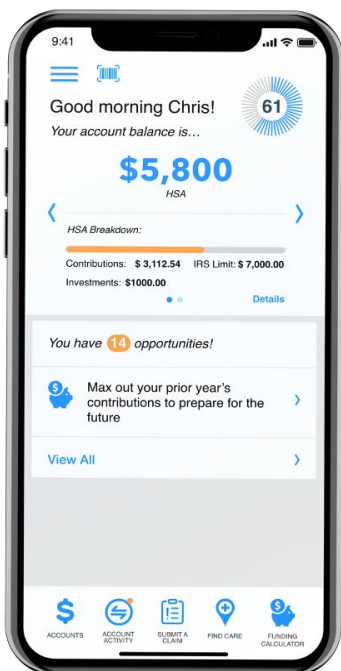 9:41
Good morning Chris!
61
Your account balance is...
$5,800
HSA
HSA Breakdown:
Contributions: $ 3,112.54 IRS Limit: $ 7,000.00
Investments: $1000.00
Details
You have 14 opportunities!
Max out your prior year's
contributions to prepare for the
future
View All
ACCOUNTS
ACCOUNT
ACTIVITY
SUBMIT A
CLAIM
FIND CARE
FUNDING
CALCULATOR